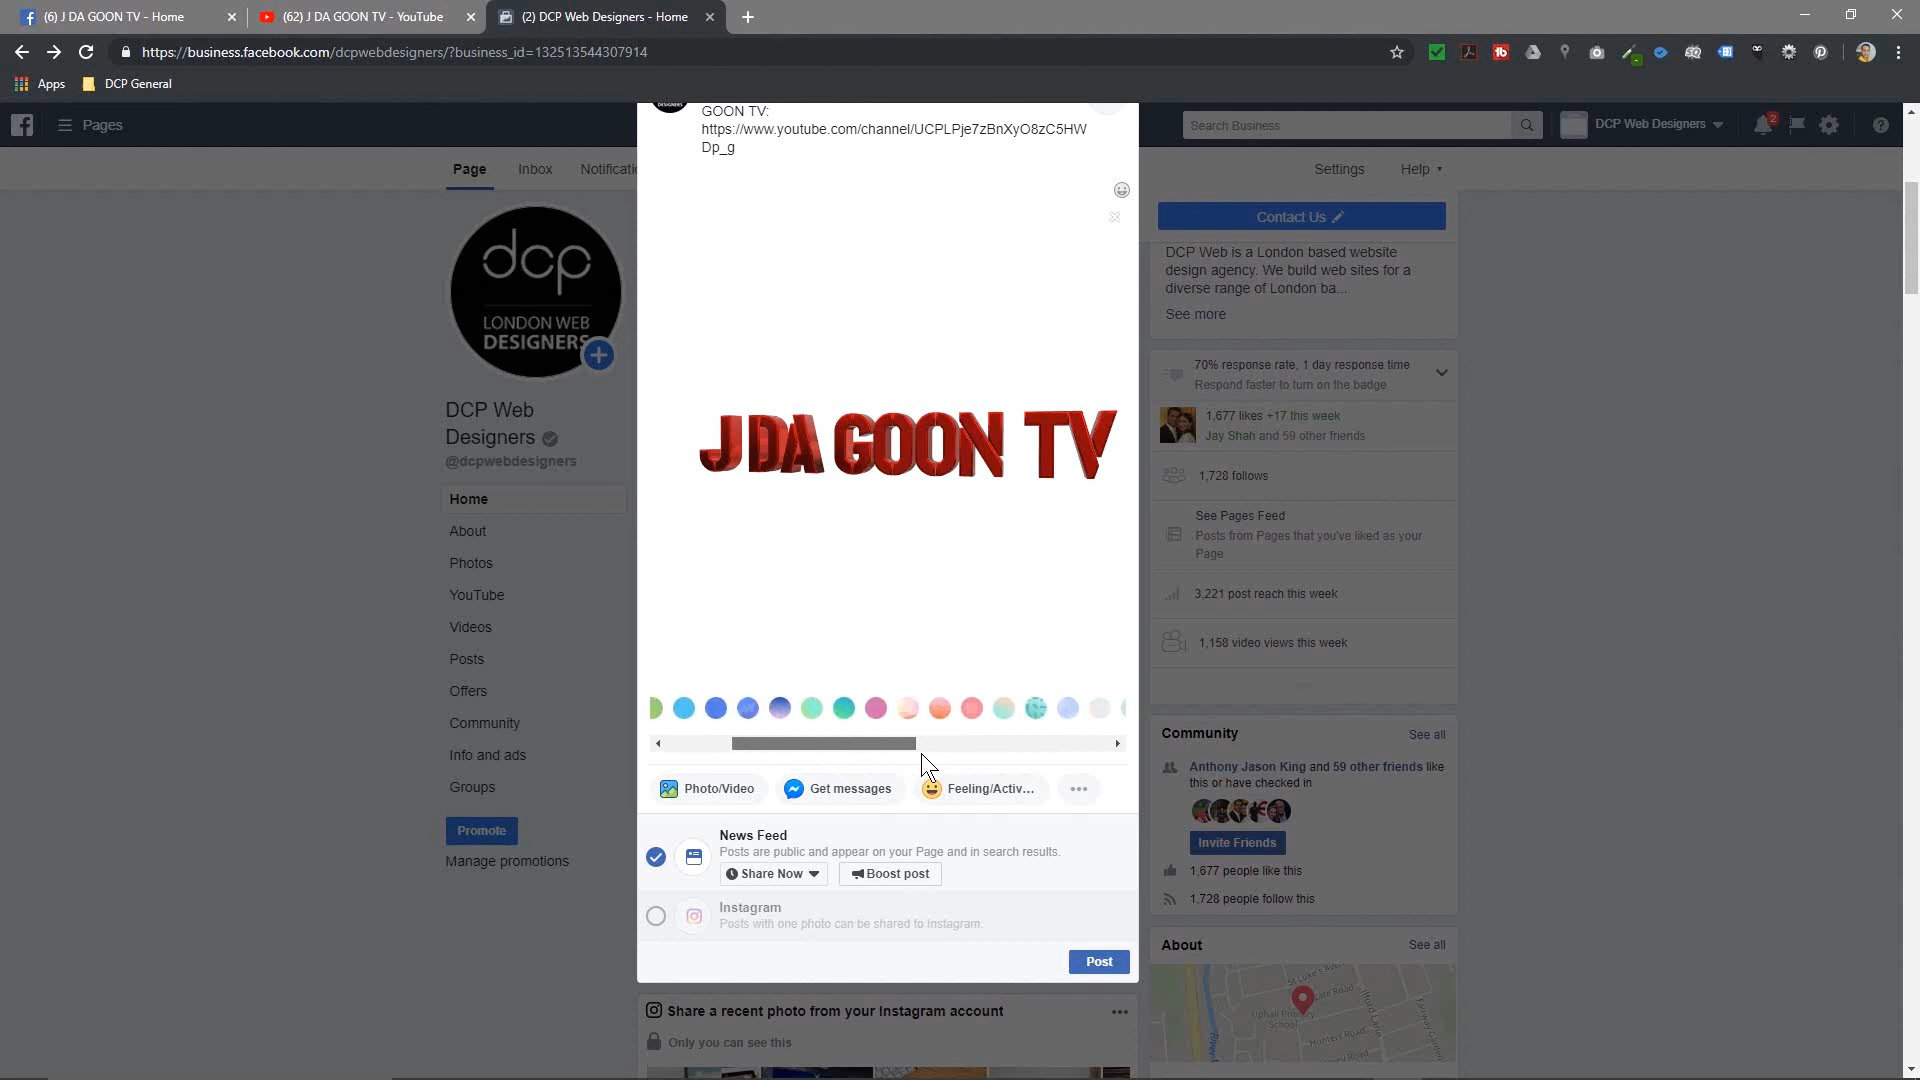 (6) J DA GOON TV - Home
(62) J DA GOON TV - YouTube
(2) DCP Web Designers - Home
https://business.facebook.com/dcpwebdesigners/?business_id=132513544307914
Apps
DCP General
Pages
Search Business
DCP Web Designers
2
Page
Inbox
Notificatio
Settings
Help
GOON TV:
https://www.youtube.com/channel/UCPLPje7zBnXyO8zC5HW
Dp_g
dcp
LONDON WEB
DESIGNERS
DCP Web
Designers
@dcpwebdesigners
Home
About
Photos
YouTube
Videos
Posts
Offers
Community
Info and ads
Groups
Promote
Manage promotions
J DA GOON TV
Photo/Video
Get messages
Feeling/Activ...
News Feed
Posts are public and appear on your Page and in search results.
Share Now
Boost post
Instagram
Posts with one photo can be shared to Instagram.
Post
Share a recent photo from your Instagram account
Only you can see this
Contact Us
DCP Web is a London based website
design agency. We build web sites for a
diverse range of London ba...
See more
70% response rate, 1 day response time
Respond faster to turn on the badge
1,677 likes +17 this week
Jay Shah and 59 other friends
1,728 follows
See Pages Feed
Posts from Pages that you've liked as your
Page
3,221 post reach this week
1,158 video views this week
Community
See all
Anthony Jason King and 59 other friends like
this or have checked in
Invite Friends
1,677 people like this
1,728 people follow this
About
See all
Uphall Primary
School
Hunters Road